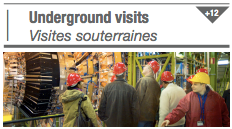 Underground visits
+12
Visites souterraines